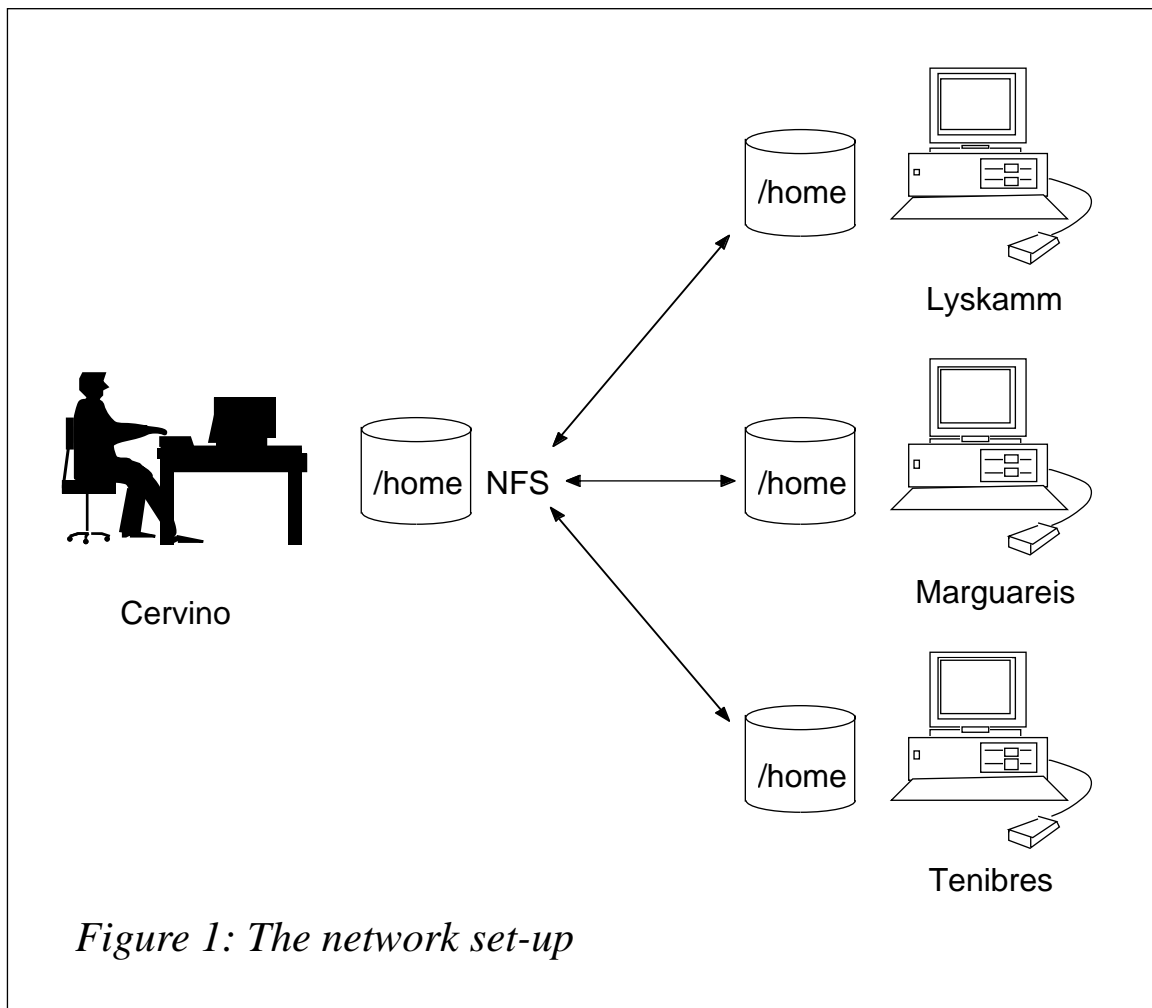 /home
Lyskamm
/home NFS
/home
Cervino
Marguareis
/home
Tenibres
Figure 1: The network set-up